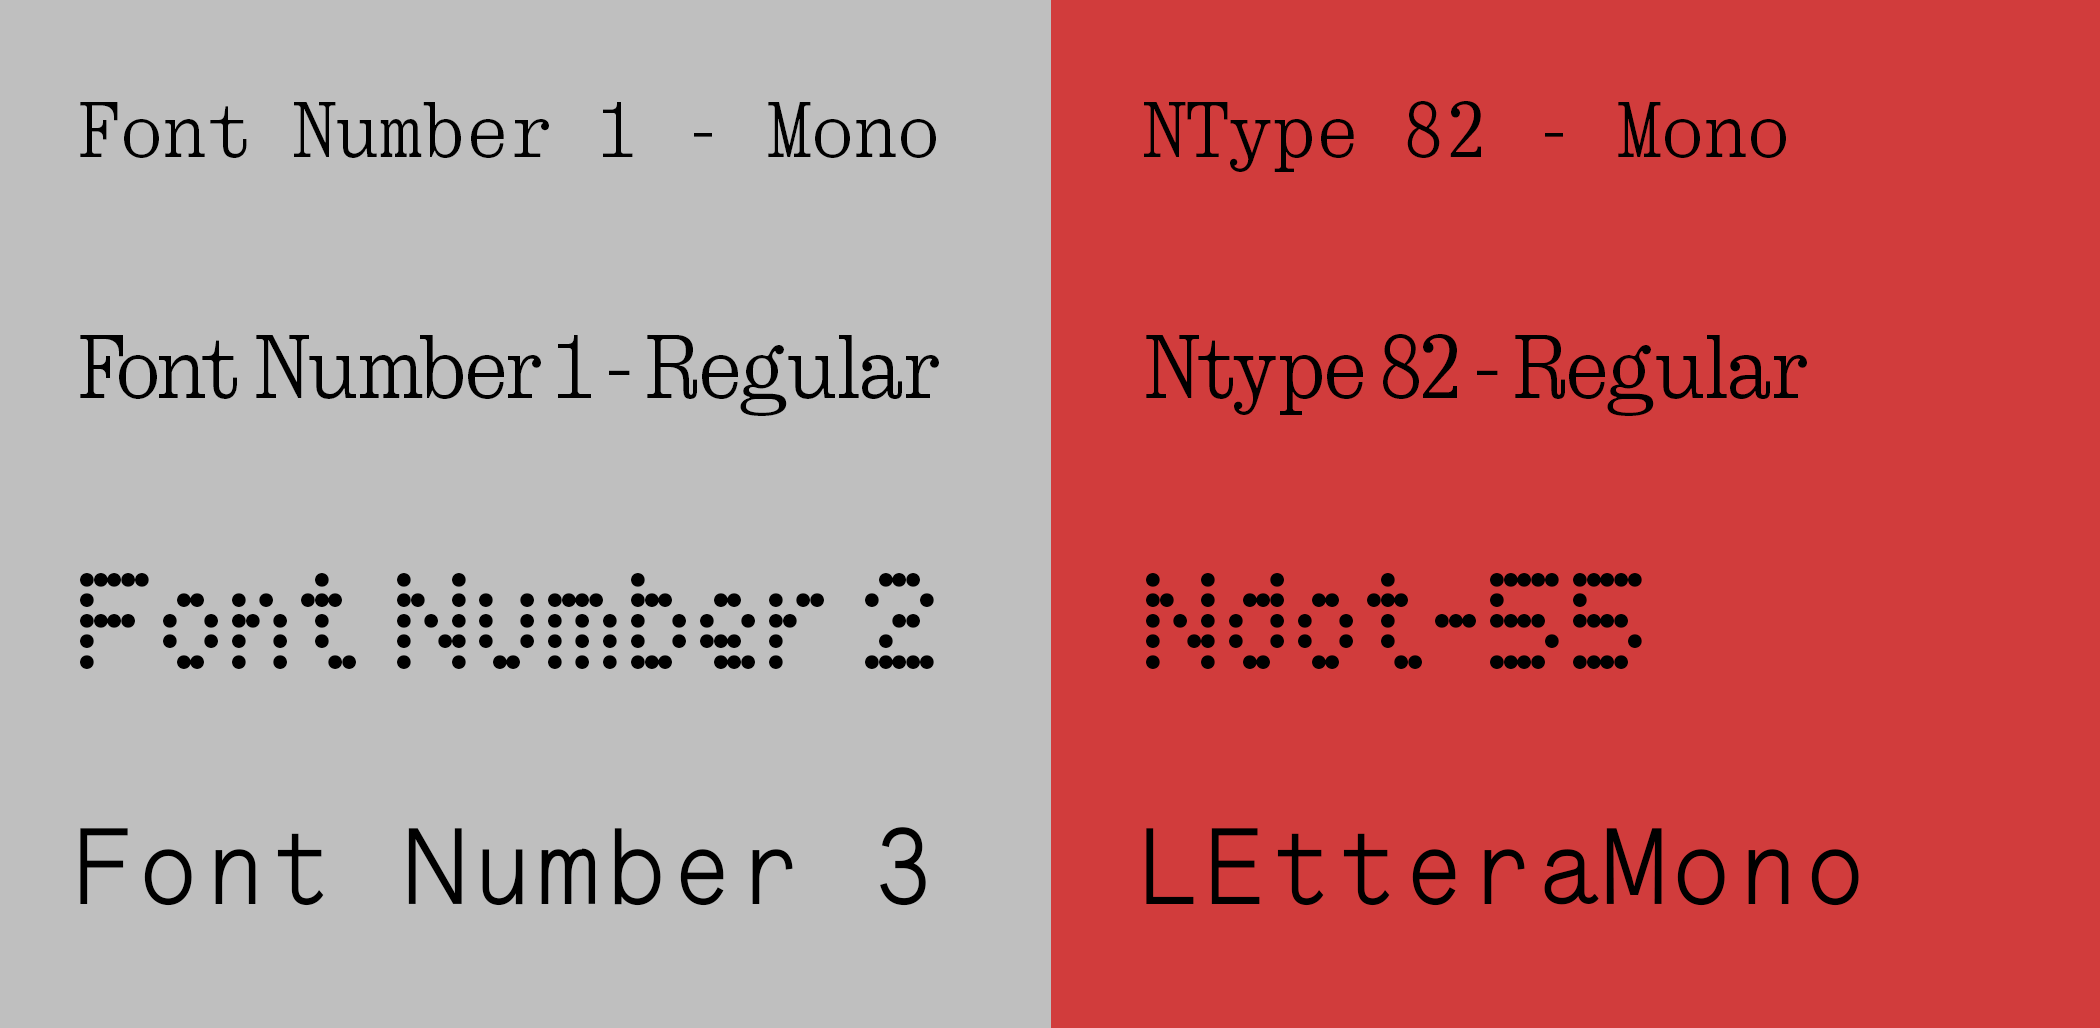 Font Number 1 - Mono
NType 82 - Mono
Font Number 1 - Regular
Ntype 82 - Regular
Font Number 2
Ndot-55
Font Number 3
LEtteraMono